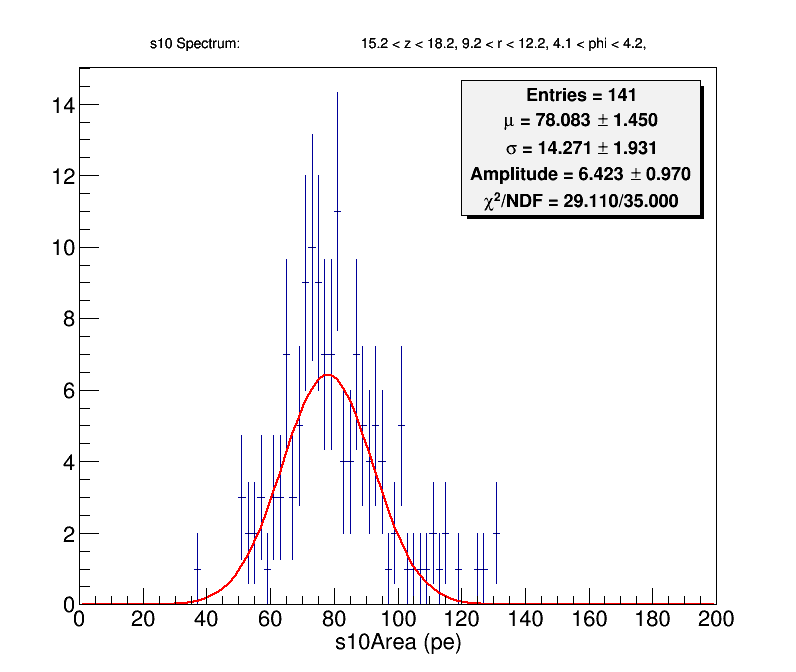 s10 Spectrum: 15.2 < z < 18.2, 9.2 < r < 12.2, 4.1 < phi < 4.2,
Entries = 141
μ = 78.083 ± 1.450
σ = 14.271 ± 1.931
Amplitude = 6.423 ± 0.970
χ²/NDF = 29.110/35.000
14
12
10
8
6
4
2
0
0 20 40 60 80 100 120 140 160 180 200
s10Area (pe)